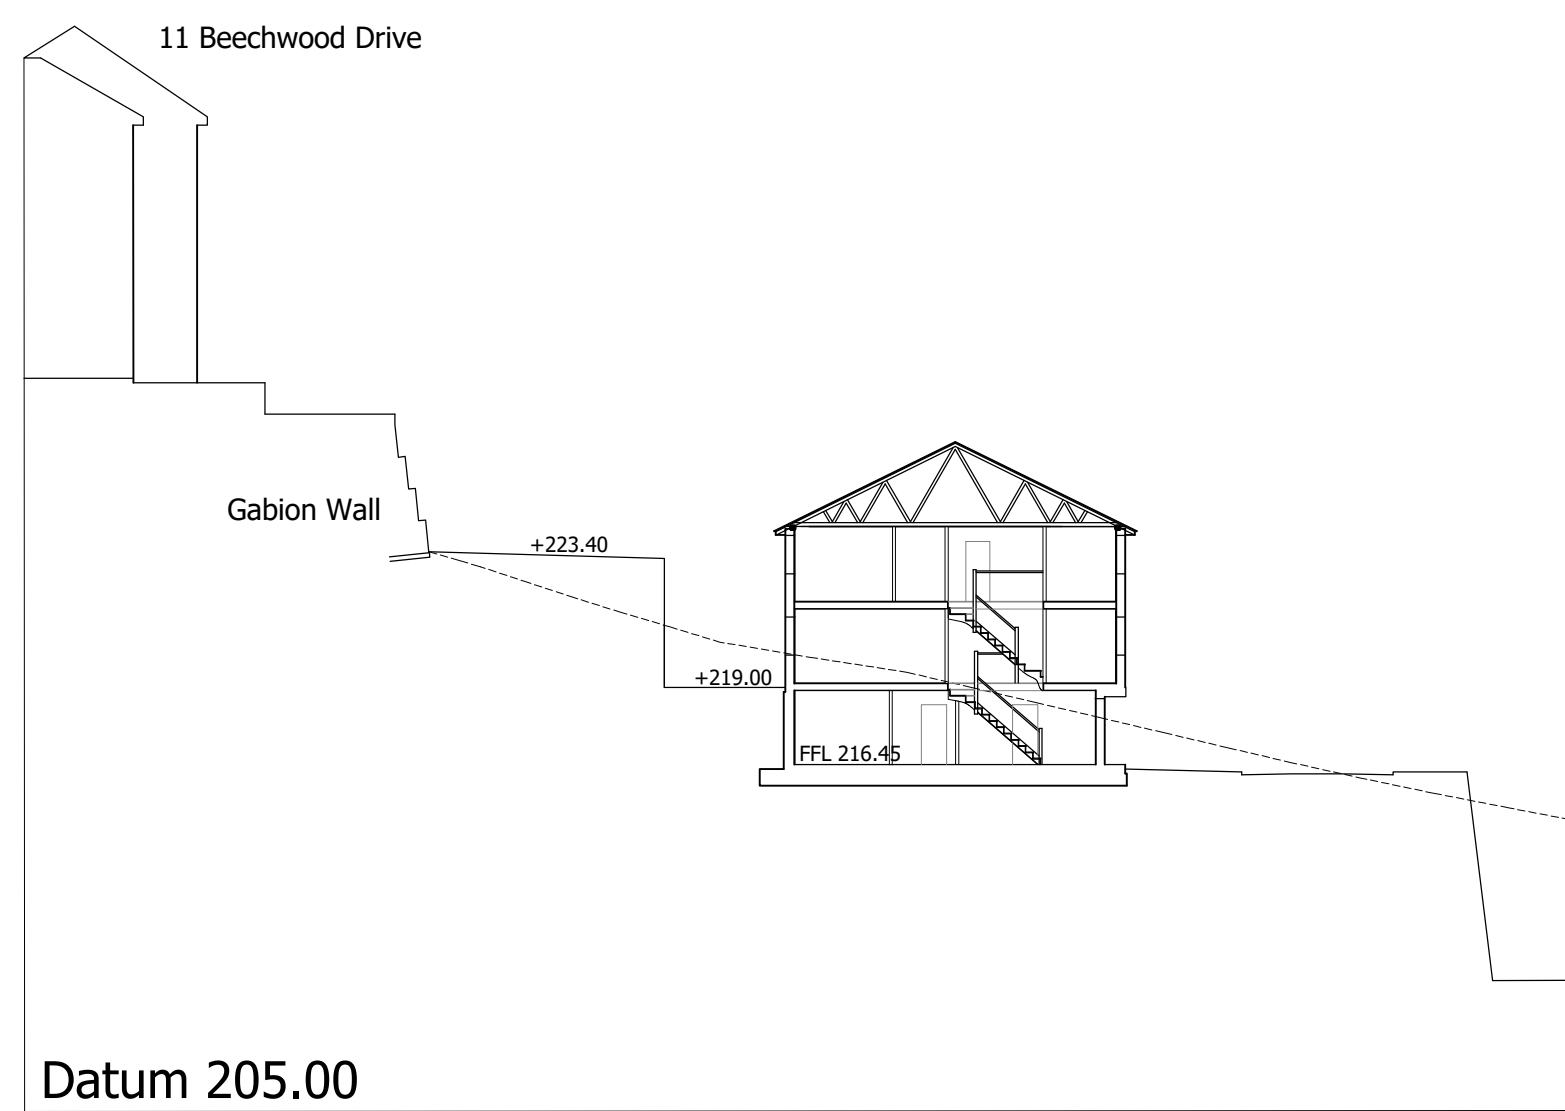 11 Beechwood Drive
Gabion Wall
+223.40
+219.00
FFL 216.45
Datum 205.00